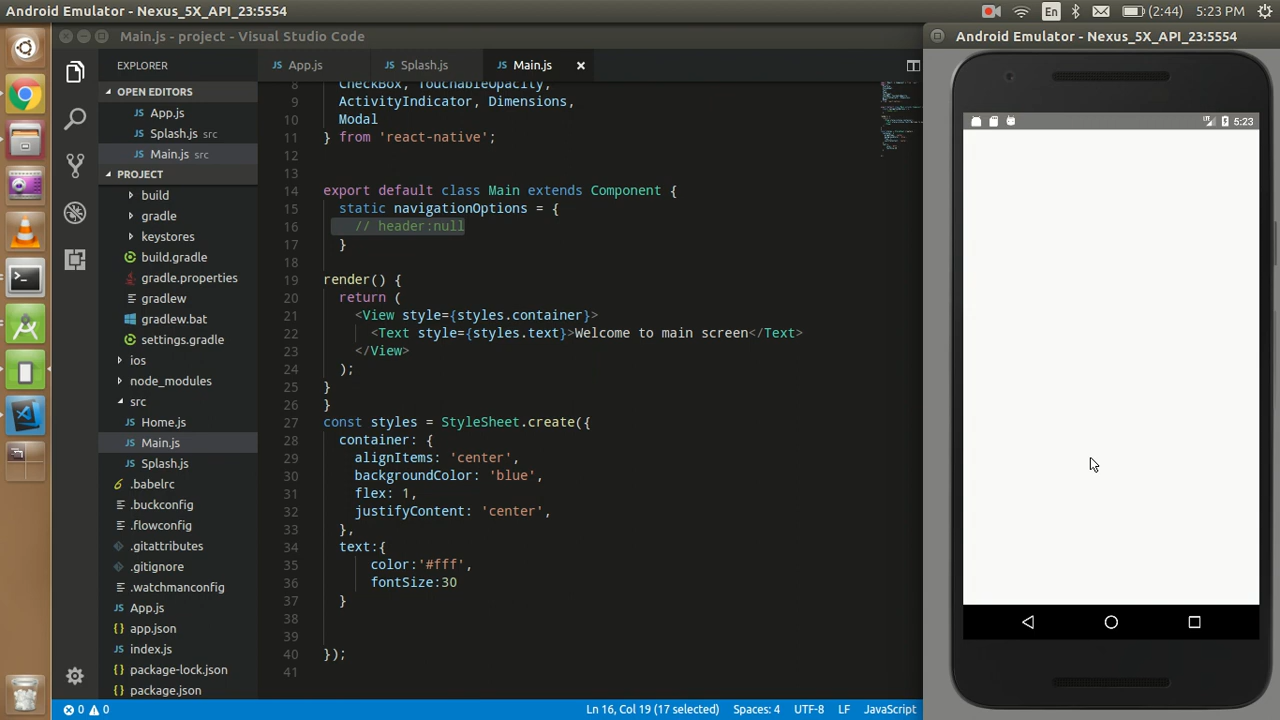 Android Emulator - Nexus_5X_API_23:5554
En
(2:44)
5:23 PM
Main.js - project - Visual Studio Code
Android Emulator - Nexus_5X_API_23:5554
EXPLORER
App.js
Splash.js
Main.js
OPEN EDITORS
App.js
Splash.js src
Main.js src
PROJECT
build
gradle
keystores
build.gradle
gradle.properties
gradlew
gradlew.bat
settings.gradle
ios
node_modules
src
Home.js
Main.js
Splash.js
.babelrc
.buckconfig
.flowconfig
.gitattributes
.gitignore
.watchmanconfig
App.js
app.json
index.js
package-lock.json
package.json
8 CheckBox, TouchableOpacity,
9 ActivityIndicator, Dimensions,
10 Modal
11 } from 'react-native';
12
13
14 export default class Main extends Component {
15 static navigationOptions = {
16 // header:null
17 }
18
19 render() {
20 return (
21 <View style={styles.container}>
22 <Text style={styles.text}>Welcome to main screen</Text>
23 </View>
24 );
25 }
26 }
27 const styles = StyleSheet.create({
28 container: {
29 alignItems: 'center',
30 backgroundColor: 'blue',
31 flex: 1,
32 justifyContent: 'center',
33 },
34 text:{
35 color:'#fff',
36 fontSize:30
37 }
38
39
40 });
41
5:23
0 0
Ln 16, Col 19 (17 selected)
Spaces: 4
UTF-8
LF
JavaScript